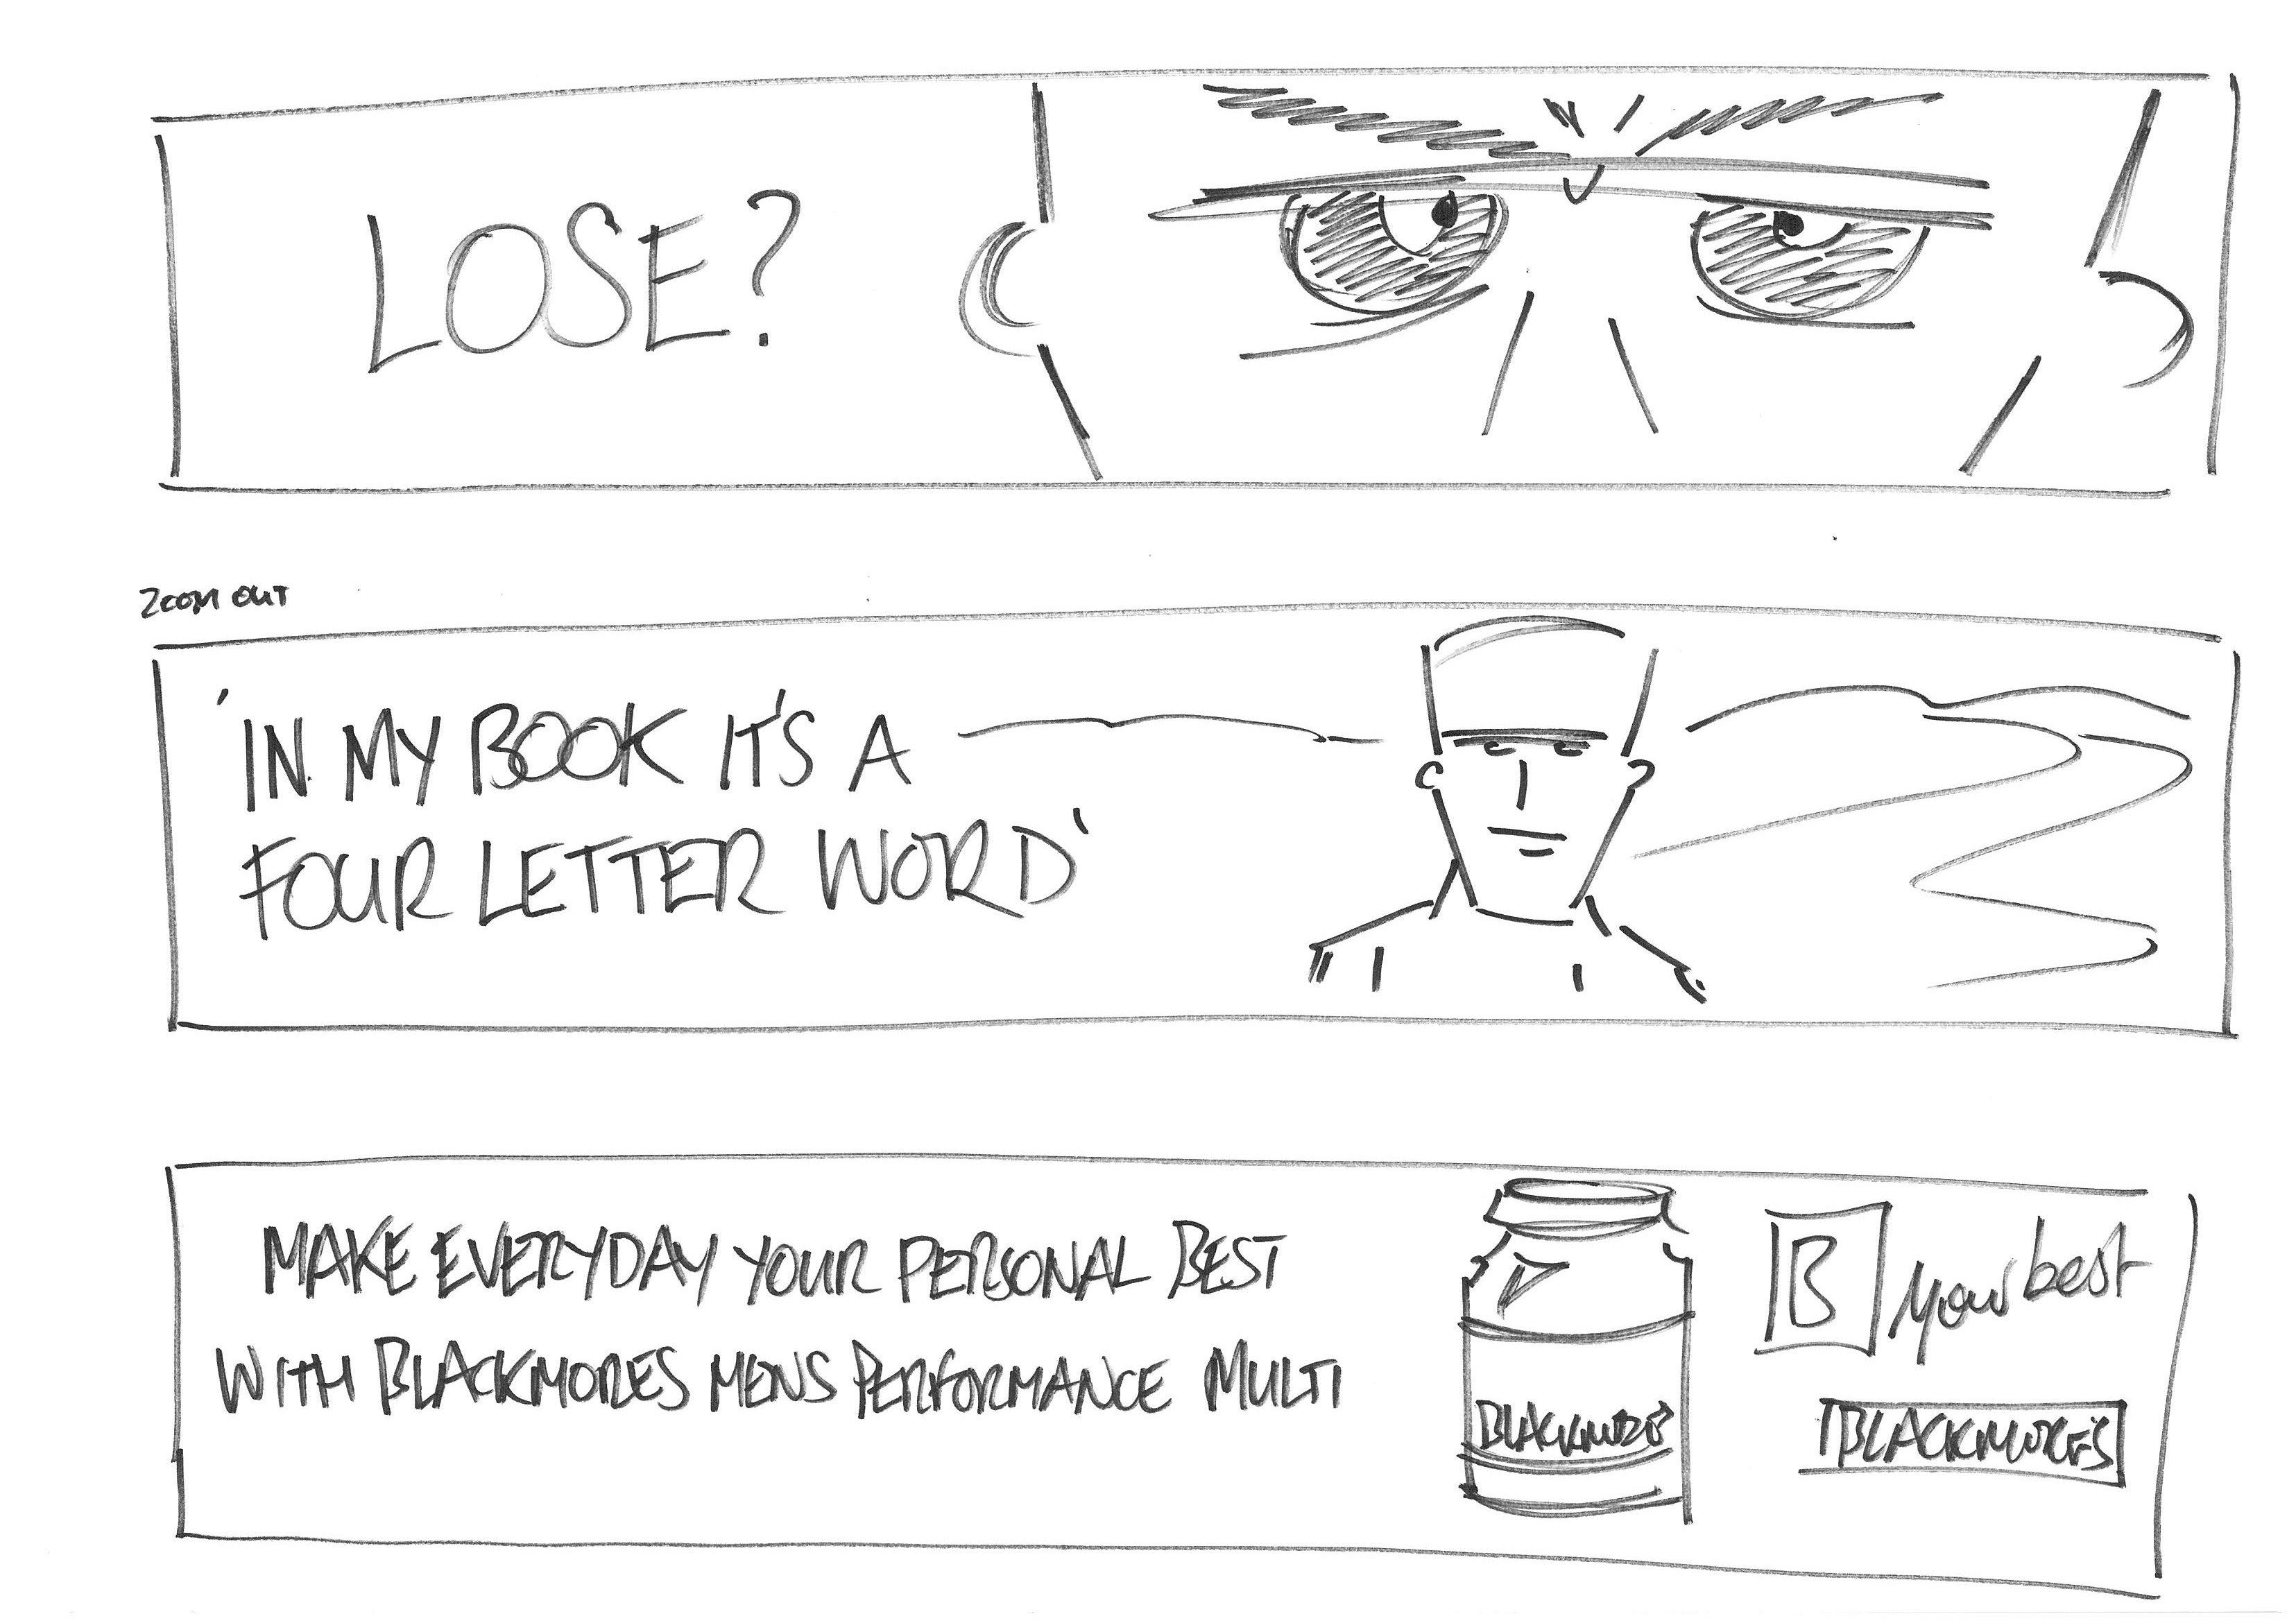 LOSE?
ZOOM OUT
'IN MY BOOK IT'S A
FOUR LETTER WORD'
MAKE EVERYDAY YOUR PERSONAL BEST
WITH BLACKMORES MENS PERFORMANCE MULTI
BLACKMORES
B your best
BLACKMORES